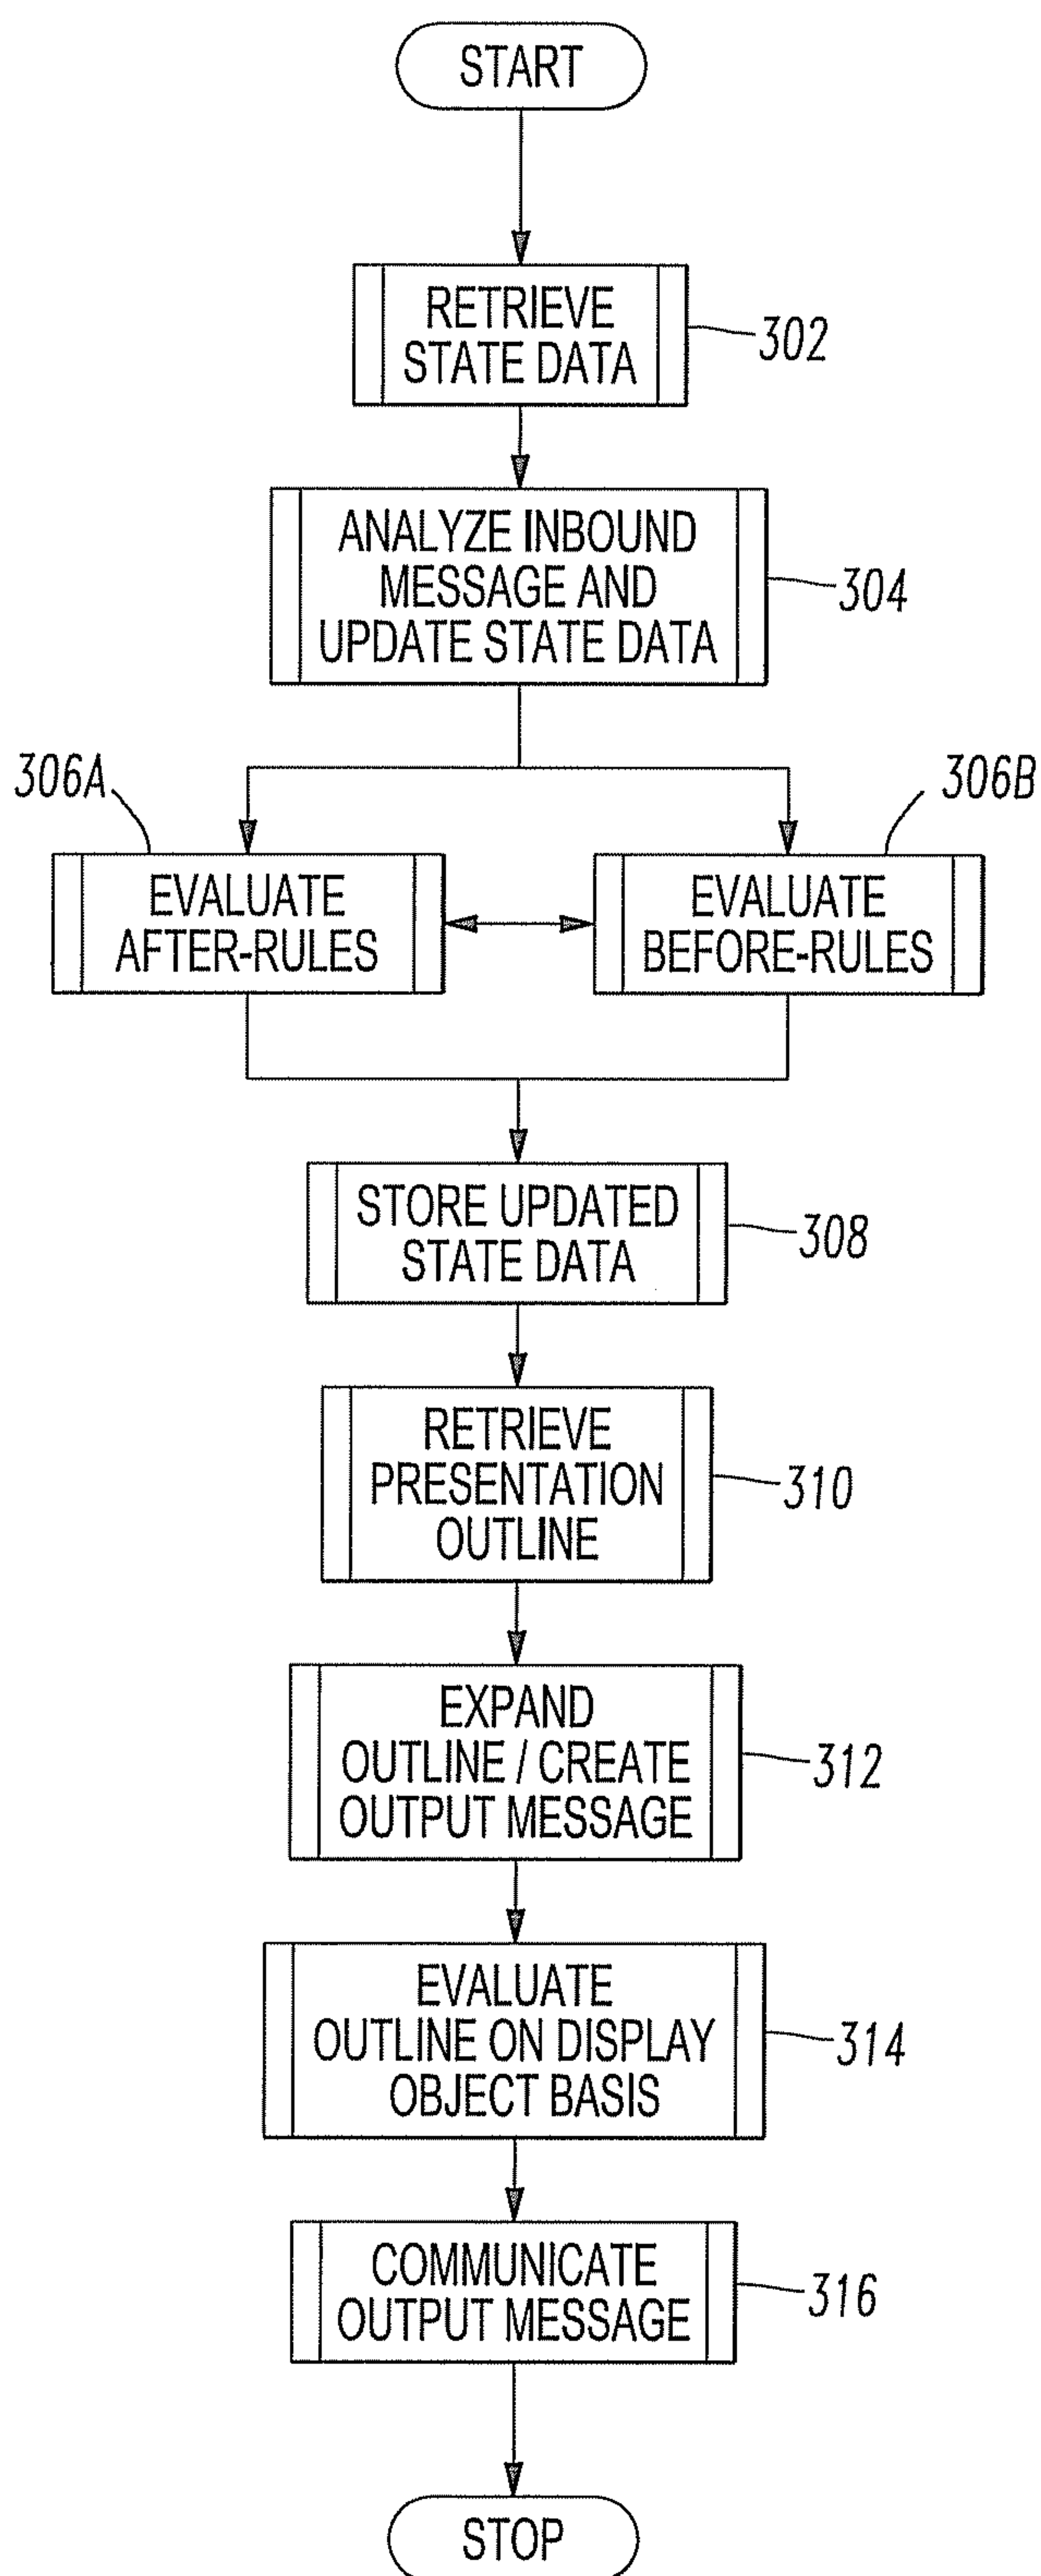 START
RETRIEVE
STATE DATA
302
ANALYZE INBOUND
MESSAGE AND
UPDATE STATE DATA
304
306A
306B
EVALUATE
AFTER-RULES
EVALUATE
BEFORE-RULES
STORE UPDATED
STATE DATA
308
RETRIEVE
PRESENTATION
OUTLINE
310
EXPAND
OUTLINE / CREATE
OUTPUT MESSAGE
312
EVALUATE
OUTLINE ON DISPLAY
OBJECT BASIS
314
COMMUNICATE
OUTPUT MESSAGE
316
STOP